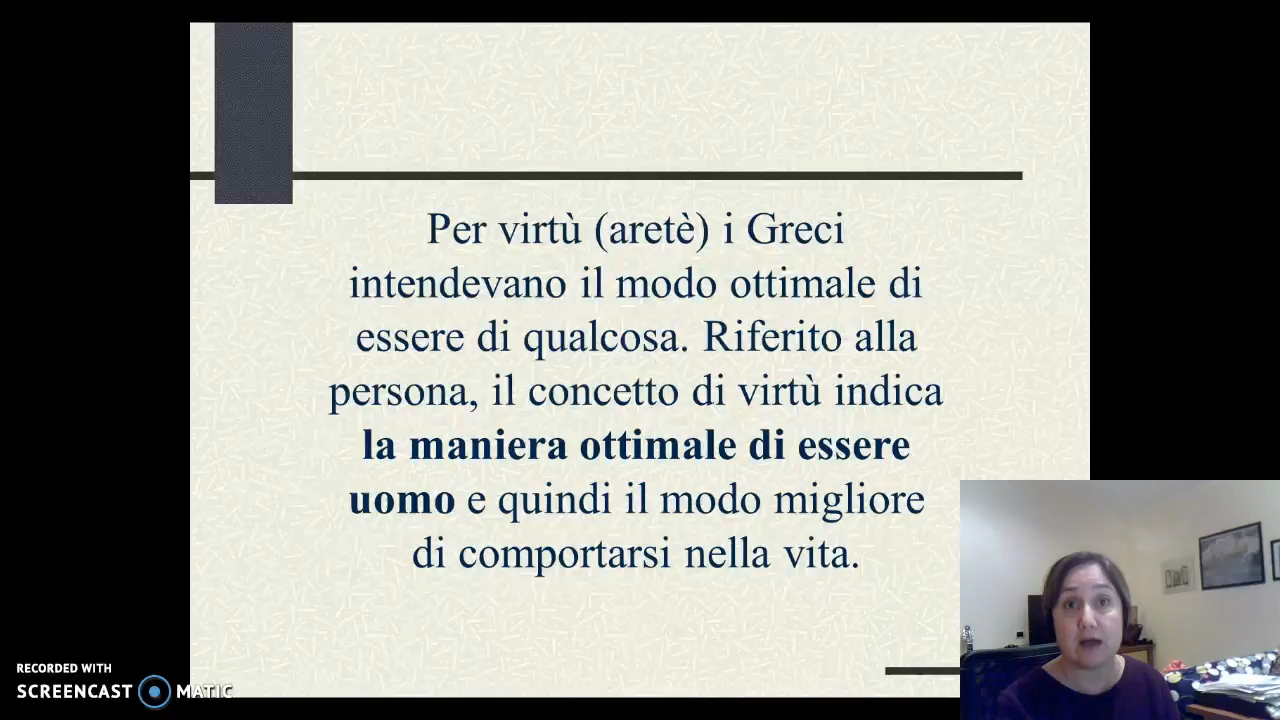 Per virtù (aretè) i Greci
intendevano il modo ottimale di
essere di qualcosa. Riferito alla
persona, il concetto di virtù indica
la maniera ottimale di essere
uomo e quindi il modo migliore
di comportarsi nella vita.
RECORDED WITH
SCREENCAST MATIC